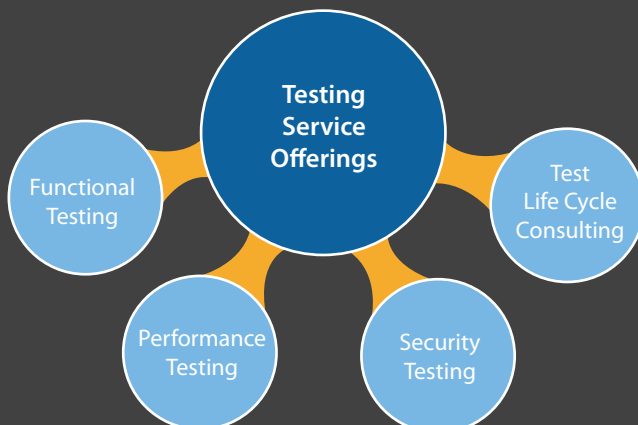 Testing
Service
Offerings
Functional
Testing
Performance
Testing
Security
Testing
Test
Life Cycle
Consulting